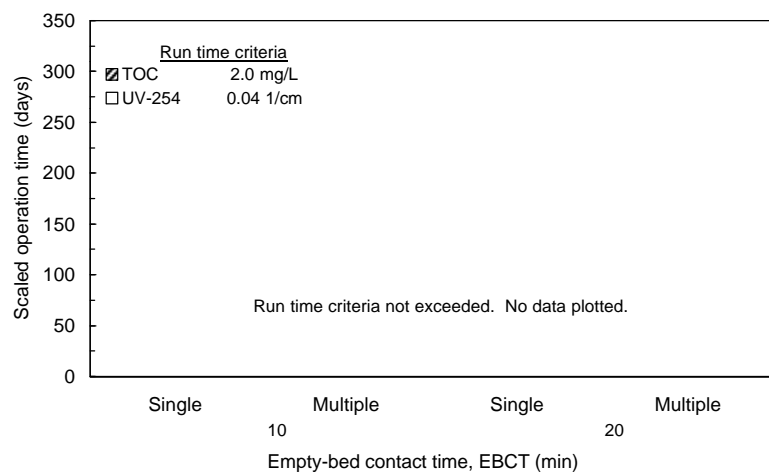 350
300
250
200
150
100
50
0
Scaled operation time (days)
Run time criteria
TOC 2.0 mg/L
UV-254 0.04 1/cm
Run time criteria not exceeded. No data plotted.
Single Multiple Single Multiple
10 20
Empty-bed contact time, EBCT (min)